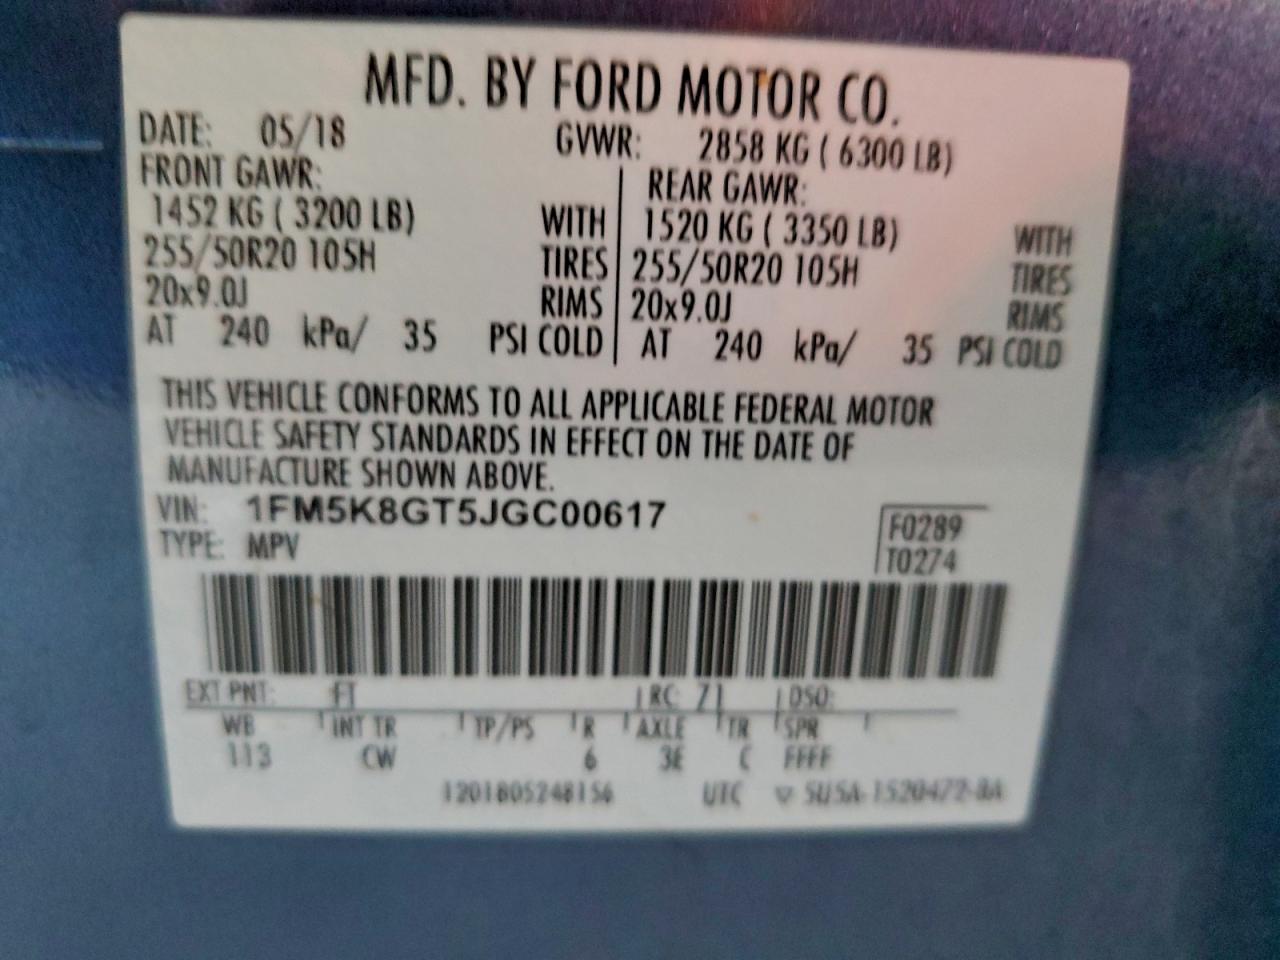 MFD. BY FORD MOTOR CO.
DATE: 05/18 GVWR: 2858 KG ( 6300 LB)
FRONT GAWR: REAR GAWR:
1452 KG ( 3200 LB) WITH 1520 KG ( 3350 LB) WITH
255/50R20 105H TIRES 255/50R20 105H TIRES
20x9.0J RIMS 20x9.0J RIMS
AT 240 kPa/ 35 PSI COLD AT 240 kPa/ 35 PSI COLD
THIS VEHICLE CONFORMS TO ALL APPLICABLE FEDERAL MOTOR
VEHICLE SAFETY STANDARDS IN EFFECT ON THE DATE OF
MANUFACTURE SHOWN ABOVE.
VIN: 1FM5K8GT5JGC00617
TYPE: MPV
F0289
T0274
EXT PNT: FT RC: 71 DSO:
WB INT TR TP/PS R AXLE TR SPR
113 CW 6 3E C FFFF
1201805248156 UTC ▽ 5U5A-1520472-BA